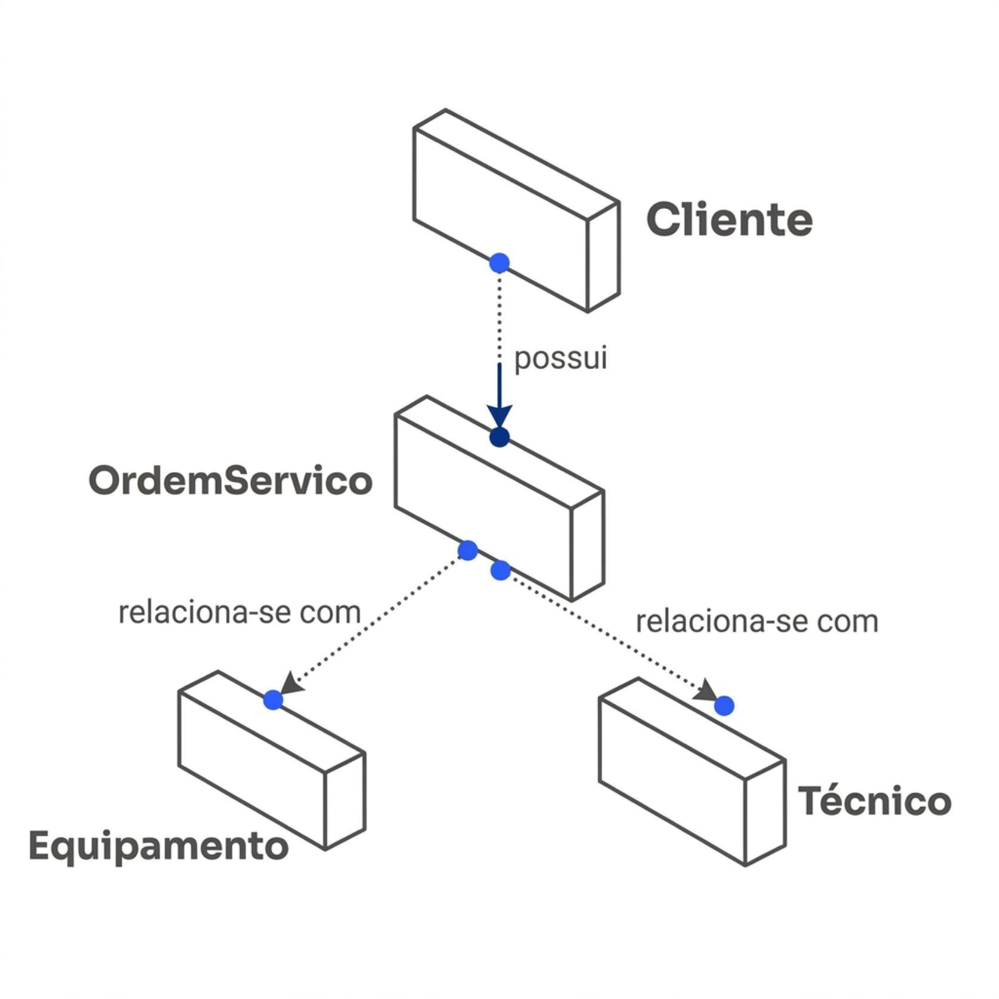 Cliente
possui
OrdemServico
relaciona-se com
relaciona-se com
Técnico
Equipamento